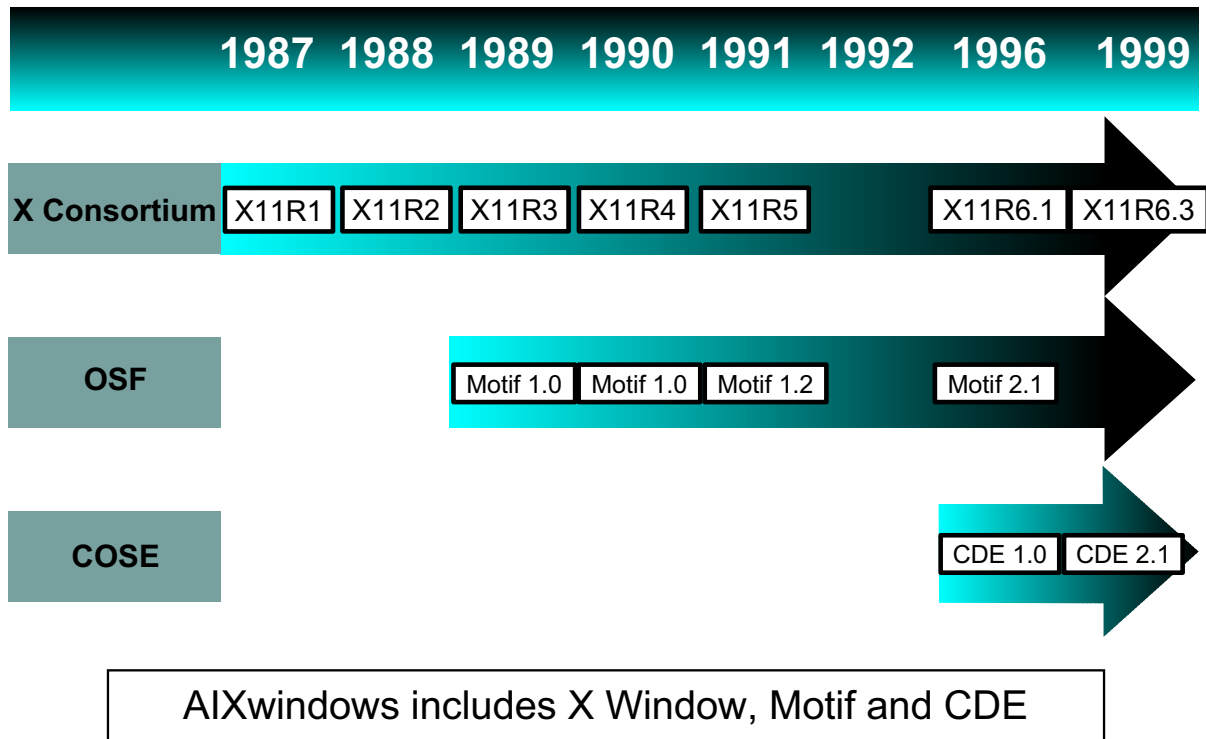 1987 1988 1989 1990 1991 1992 1996 1999
X Consortium X11R1 X11R2 X11R3 X11R4 X11R5 X11R6.1 X11R6.3
OSF Motif 1.0 Motif 1.0 Motif 1.2 Motif 2.1
COSE CDE 1.0 CDE 2.1
AIXwindows includes X Window, Motif and CDE